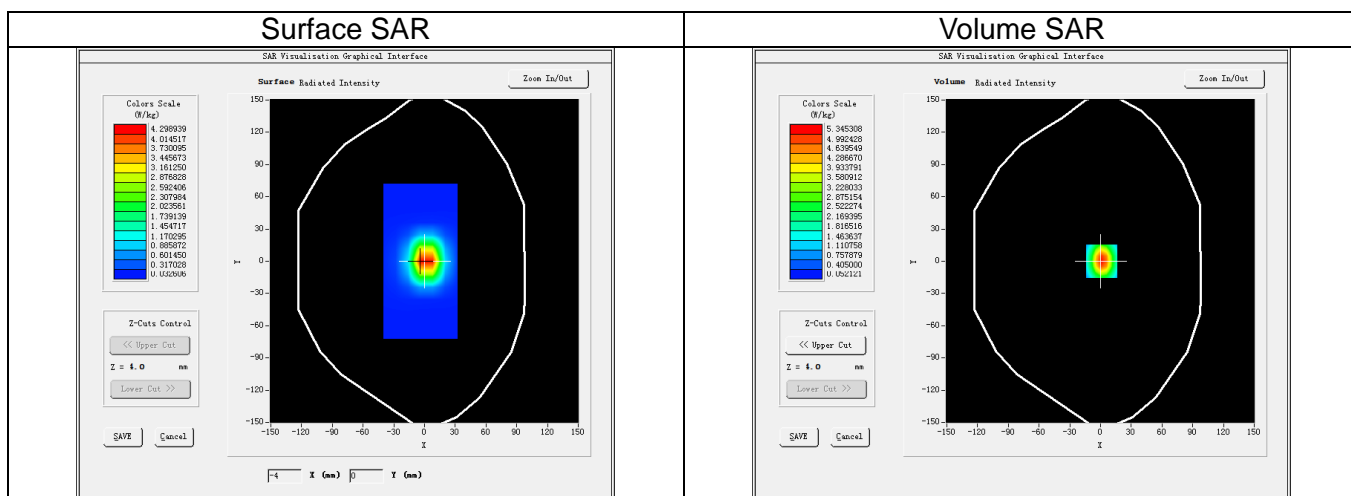 Surface SAR
SAR Visualisation Graphical Interface
Surface Radiated Intensity
Zoom In/Out
Colors Scale
(W/kg)
4.298939
4.014517
3.730095
3.445673
3.161250
2.876828
2.592406
2.307984
2.023561
1.739139
1.454717
1.170295
0.885872
0.601450
0.317028
0.032606
Z-Cuts Control
<< Upper Cut
Z = 4.0 mm
Lower Cut >>
SAVE Cancel
150
120
90
60
30
Y 0
-30
-60
-90
-120
-150
-150 -120 -90 -60 -30 0 30 60 90 120 150
X
-4 X (mm) 0 Y (mm)
Volume SAR
SAR Visualisation Graphical Interface
Volume Radiated Intensity
Zoom In/Out
Colors Scale
(W/kg)
5.345308
4.992428
4.639549
4.286670
3.933791
3.580912
3.228033
2.875154
2.522274
2.169395
1.816516
1.463637
1.110758
0.757879
0.405000
0.052121
Z-Cuts Control
<< Upper Cut
Z = 4.0 mm
Lower Cut >>
SAVE Cancel
150
120
90
60
30
Y 0
-30
-60
-90
-120
-150
-150 -120 -90 -60 -30 0 30 60 90 120 150
X